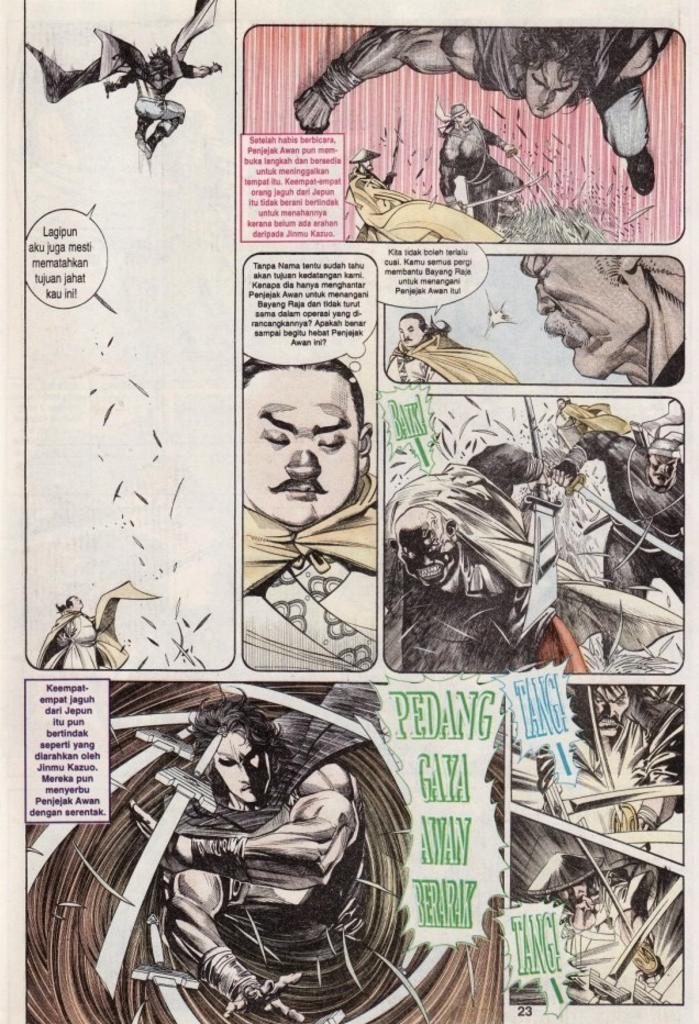 Lagipun
aku juga mesti
mematahkan
tujuan jahat
kau ini!
Setelah habis berbicara,
Penjejak Awan pun mem-
buka langkah dan bersedia
untuk meninggalkan
tempat itu. Keempat-empat
orang jaguh dari Jepun
itu tidak berani bertindak
untuk menahannya
kerana belum ada arahan
daripada Jinmu Kazuo.
Tanpa Nama tentu sudah tahu
akan tujuan kedatangan kami.
Kenapa dia hanya menghantar
Penjejak Awan untuk menangani
Bayang Raja dan tidak turut
sama dalam operasi yang di-
rancangkannya? Apakah benar
sampai begitu hebat Penjejak
Awan ini?
Kita tidak boleh terlalu
cuai. Kamu semua pergi
membantu Bayang Raja
untuk menangani
Penjejak Awan itu!
BAIK!
Keempat-
empat jaguh
dari Jepun
itu pun
bertindak
seperti yang
diarahkan oleh
Jinmu Kazuo.
Mereka pun
menyerbu
Penjejak Awan
dengan serentak.
PEDANG
GAYA
AWAN
BERARAK
TANG!
TANG!
23